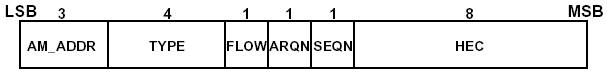 LSB 3 4 1 1 1 8 MSB
AM_ADDR TYPE FLOW ARQN SEQN HEC